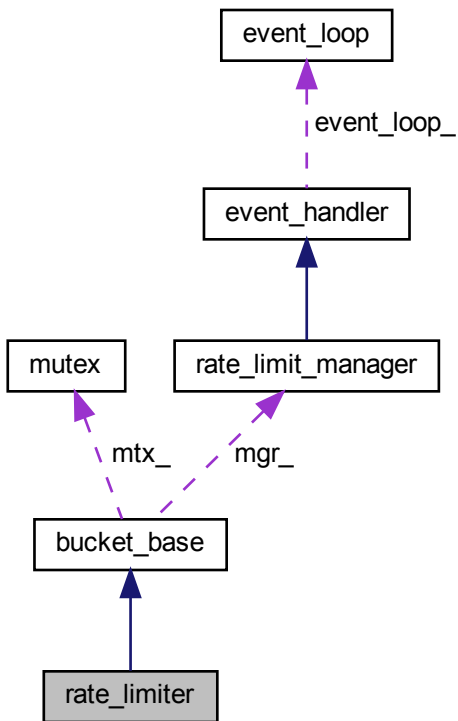 event_loop
event_loop_
event_handler
mutex
rate_limit_manager
mtx_
mgr_
bucket_base
rate_limiter